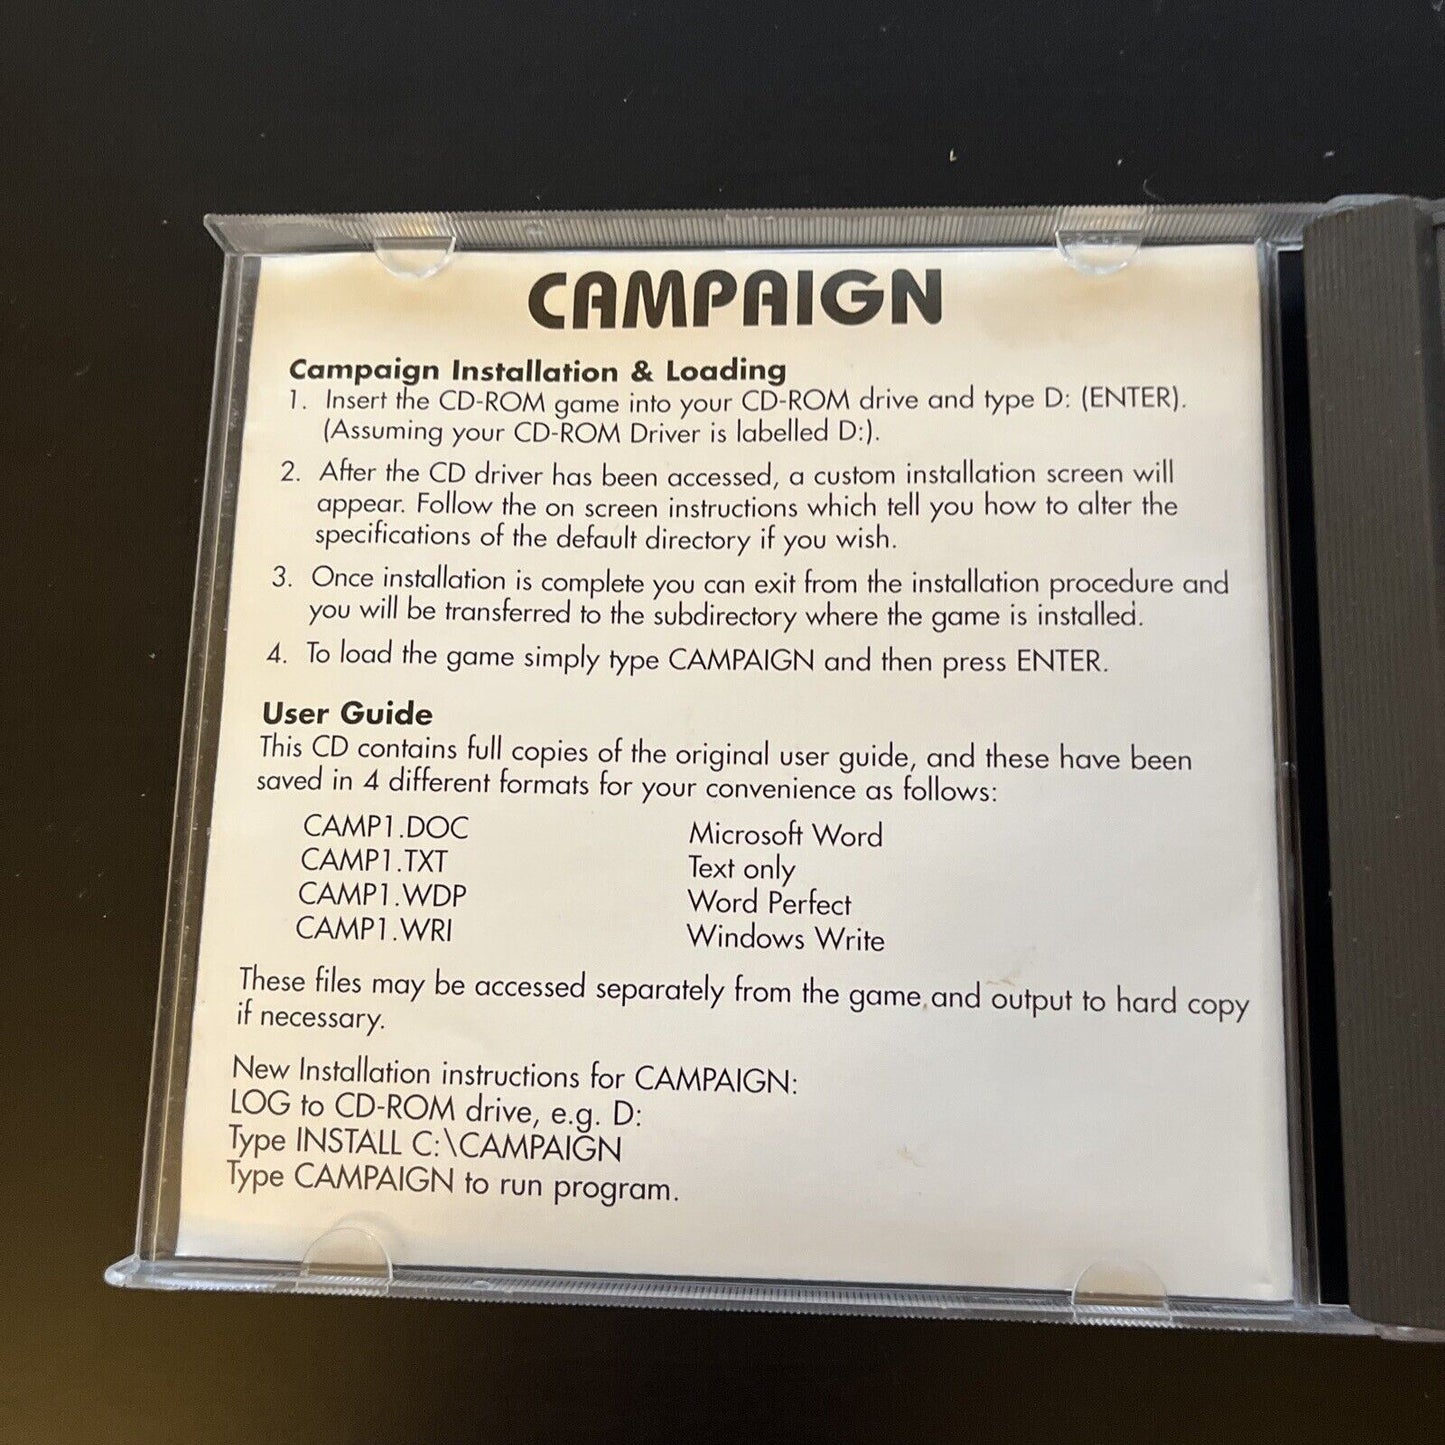 CAMPAIGN
Campaign Installation & Loading
1. Insert the CD-ROM game into your CD-ROM drive and type D: (ENTER).
(Assuming your CD-ROM Driver is labelled D:).
2. After the CD driver has been accessed, a custom installation screen will
appear. Follow the on screen instructions which tell you how to alter the
specifications of the default directory if you wish.
3. Once installation is complete you can exit from the installation procedure and
you will be transferred to the subdirectory where the game is installed.
4. To load the game simply type CAMPAIGN and then press ENTER.
User Guide
This CD contains full copies of the original user guide, and these have been
saved in 4 different formats for your convenience as follows:
CAMP1.DOC Microsoft Word
CAMP1.TXT Text only
CAMP1.WDP Word Perfect
CAMP1.WRI Windows Write
These files may be accessed separately from the game and output to hard copy
if necessary.
New Installation instructions for CAMPAIGN:
LOG to CD-ROM drive, e.g. D:
Type INSTALL C:\CAMPAIGN
Type CAMPAIGN to run program.